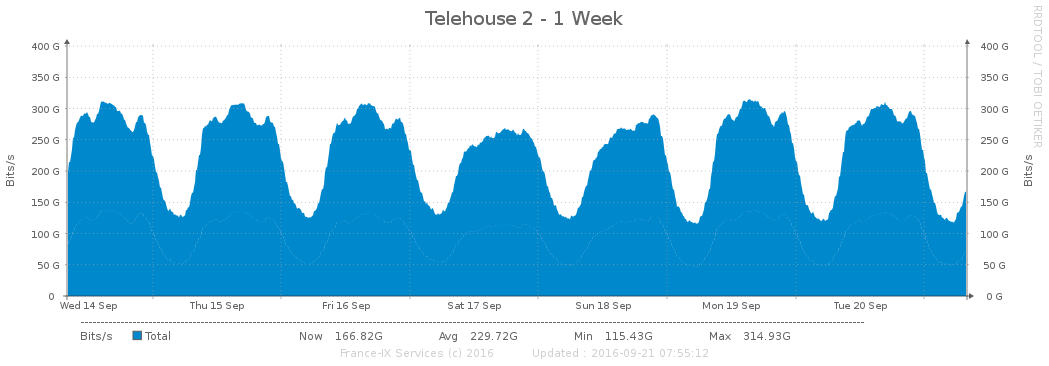 Telehouse 2 - 1 Week
RRDTOOL / TOBI OETIKER
Bits/s
400 G
350 G
300 G
250 G
200 G
150 G
100 G
50 G
0
400 G
350 G
300 G
250 G
200 G
150 G
100 G
50 G
0 G
Bits/s
Wed 14 Sep Thu 15 Sep Fri 16 Sep Sat 17 Sep Sun 18 Sep Mon 19 Sep Tue 20 Sep
Bits/s Total Now 166.82G Avg 229.72G Min 115.43G Max 314.93G
France-IX Services (c) 2016 Updated : 2016-09-21 07:55:12